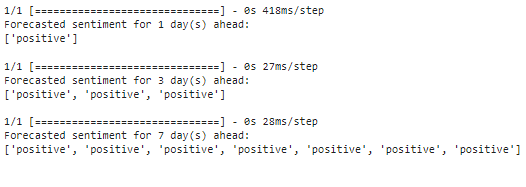 1/1 [==============================] - 0s 418ms/step
Forecasted sentiment for 1 day(s) ahead:
['positive']
1/1 [==============================] - 0s 27ms/step
Forecasted sentiment for 3 day(s) ahead:
['positive', 'positive', 'positive']
1/1 [==============================] - 0s 28ms/step
Forecasted sentiment for 7 day(s) ahead:
['positive', 'positive', 'positive', 'positive', 'positive', 'positive', 'positive']